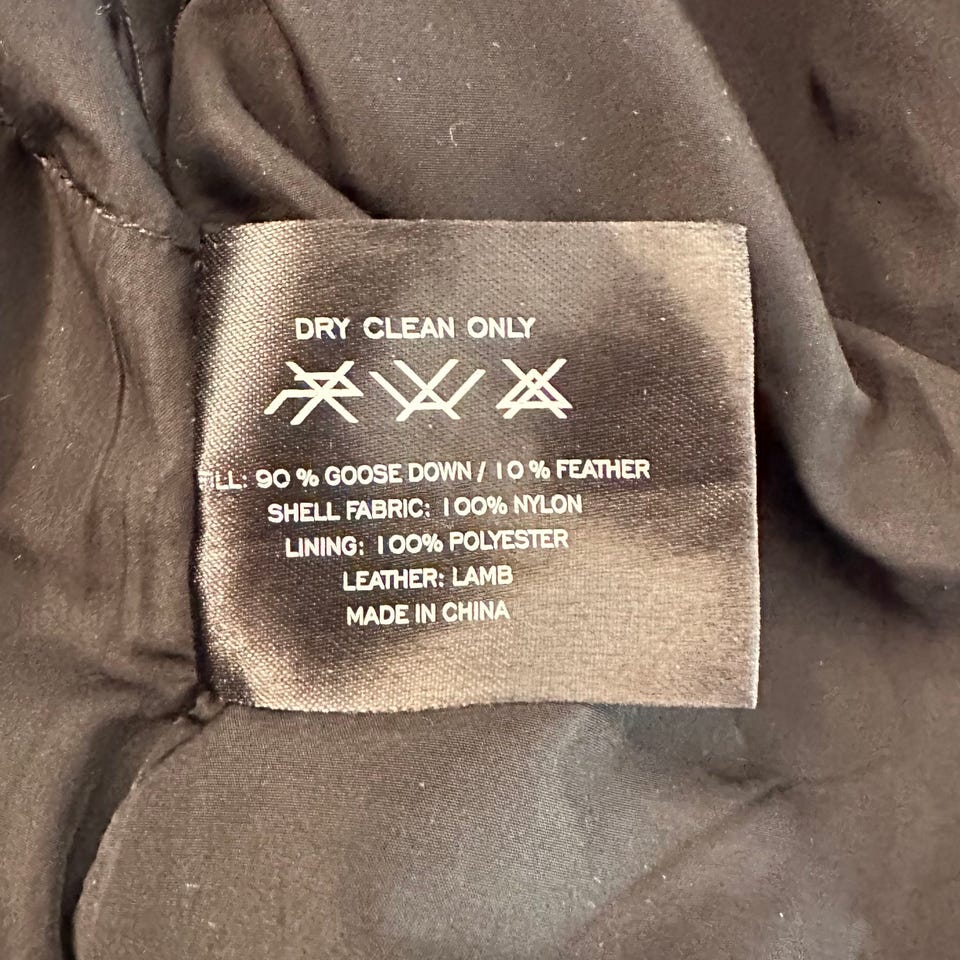 DRY CLEAN ONLY
ILL: 90 % GOOSE DOWN / 10 % FEATHER
SHELL FABRIC: 100% NYLON
LINING: 100% POLYESTER
LEATHER: LAMB
MADE IN CHINA